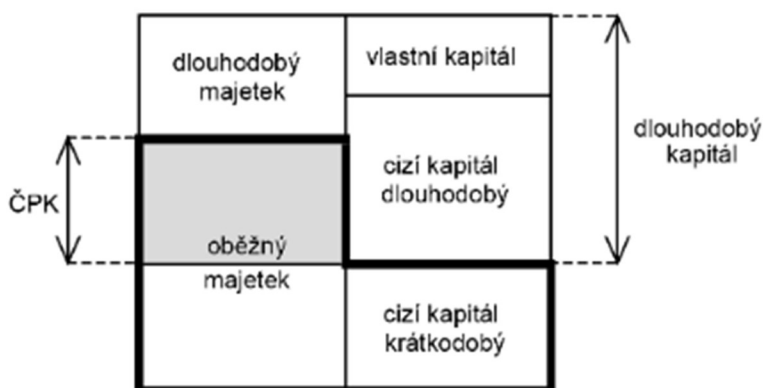 dlouhodobý
majetek
vlastní kapitál
dlouhodobý
kapitál
cizí kapitál
dlouhodobý
ČPK
oběžný
majetek
cizí kapitál
krátkodobý